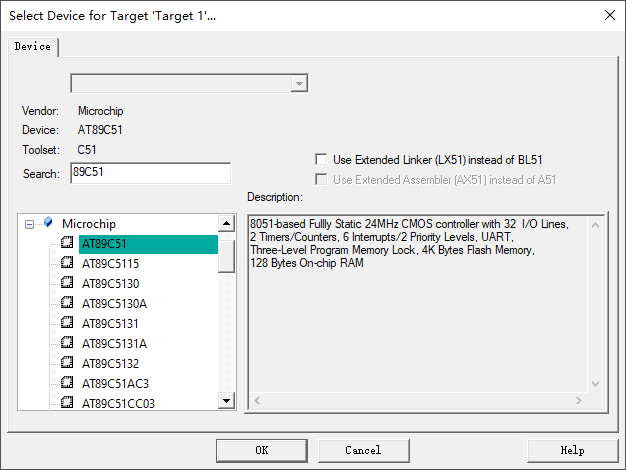 Select Device for Target 'Target 1'...
Device
Vendor: Microchip
Device: AT89C51
Toolset: C51
Search: 89C51
Use Extended Linker (LX51) instead of BL51
Use Extended Assembler (AX51) instead of A51
Description:
Microchip
AT89C51
AT89C5115
AT89C5130
AT89C5130A
AT89C5131
AT89C5131A
AT89C5132
AT89C51AC3
AT89C51CC03
8051-based Fullly Static 24MHz CMOS controller with 32 I/O Lines,
2 Timers/Counters, 6 Interrupts/2 Priority Levels, UART,
Three-Level Program Memory Lock, 4K Bytes Flash Memory,
128 Bytes On-chip RAM
OK
Cancel
Help